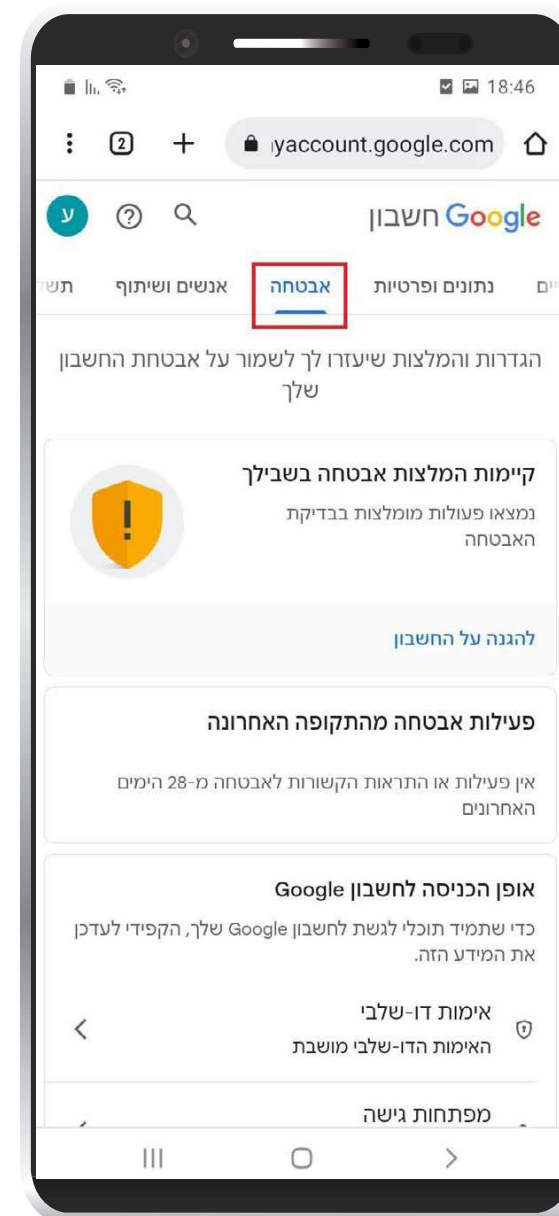 18:46
2
yaccount.google.com
חשבון Google
ע
נתונים ופרטיות אבטחה אנשים ושיתוף
הגדרות והמלצות שיעזרו לך לשמור על אבטחת החשבון
שלך
קיימות המלצות אבטחה בשבילך
נמצאו פעולות מומלצות בבדיקת
האבטחה
להגנה על החשבון
פעילות אבטחה מהתקופה האחרונה
אין פעילות או התראות הקשורות לאבטחה מ-28 הימים
האחרונים
אופן הכניסה לחשבון Google
כדי שתמיד תוכלי לגשת לחשבון Google שלך, הקפידי לעדכן
את המידע הזה.
אימות דו-שלבי
האימות הדו-שלבי מושבת
מפתחות גישה